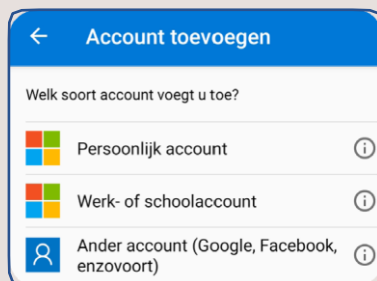 Account toevoegen
Welk soort account voegt u toe?
Persoonlijk account
Werk- of schoolaccount
Ander account (Google, Facebook,
enzovoort)